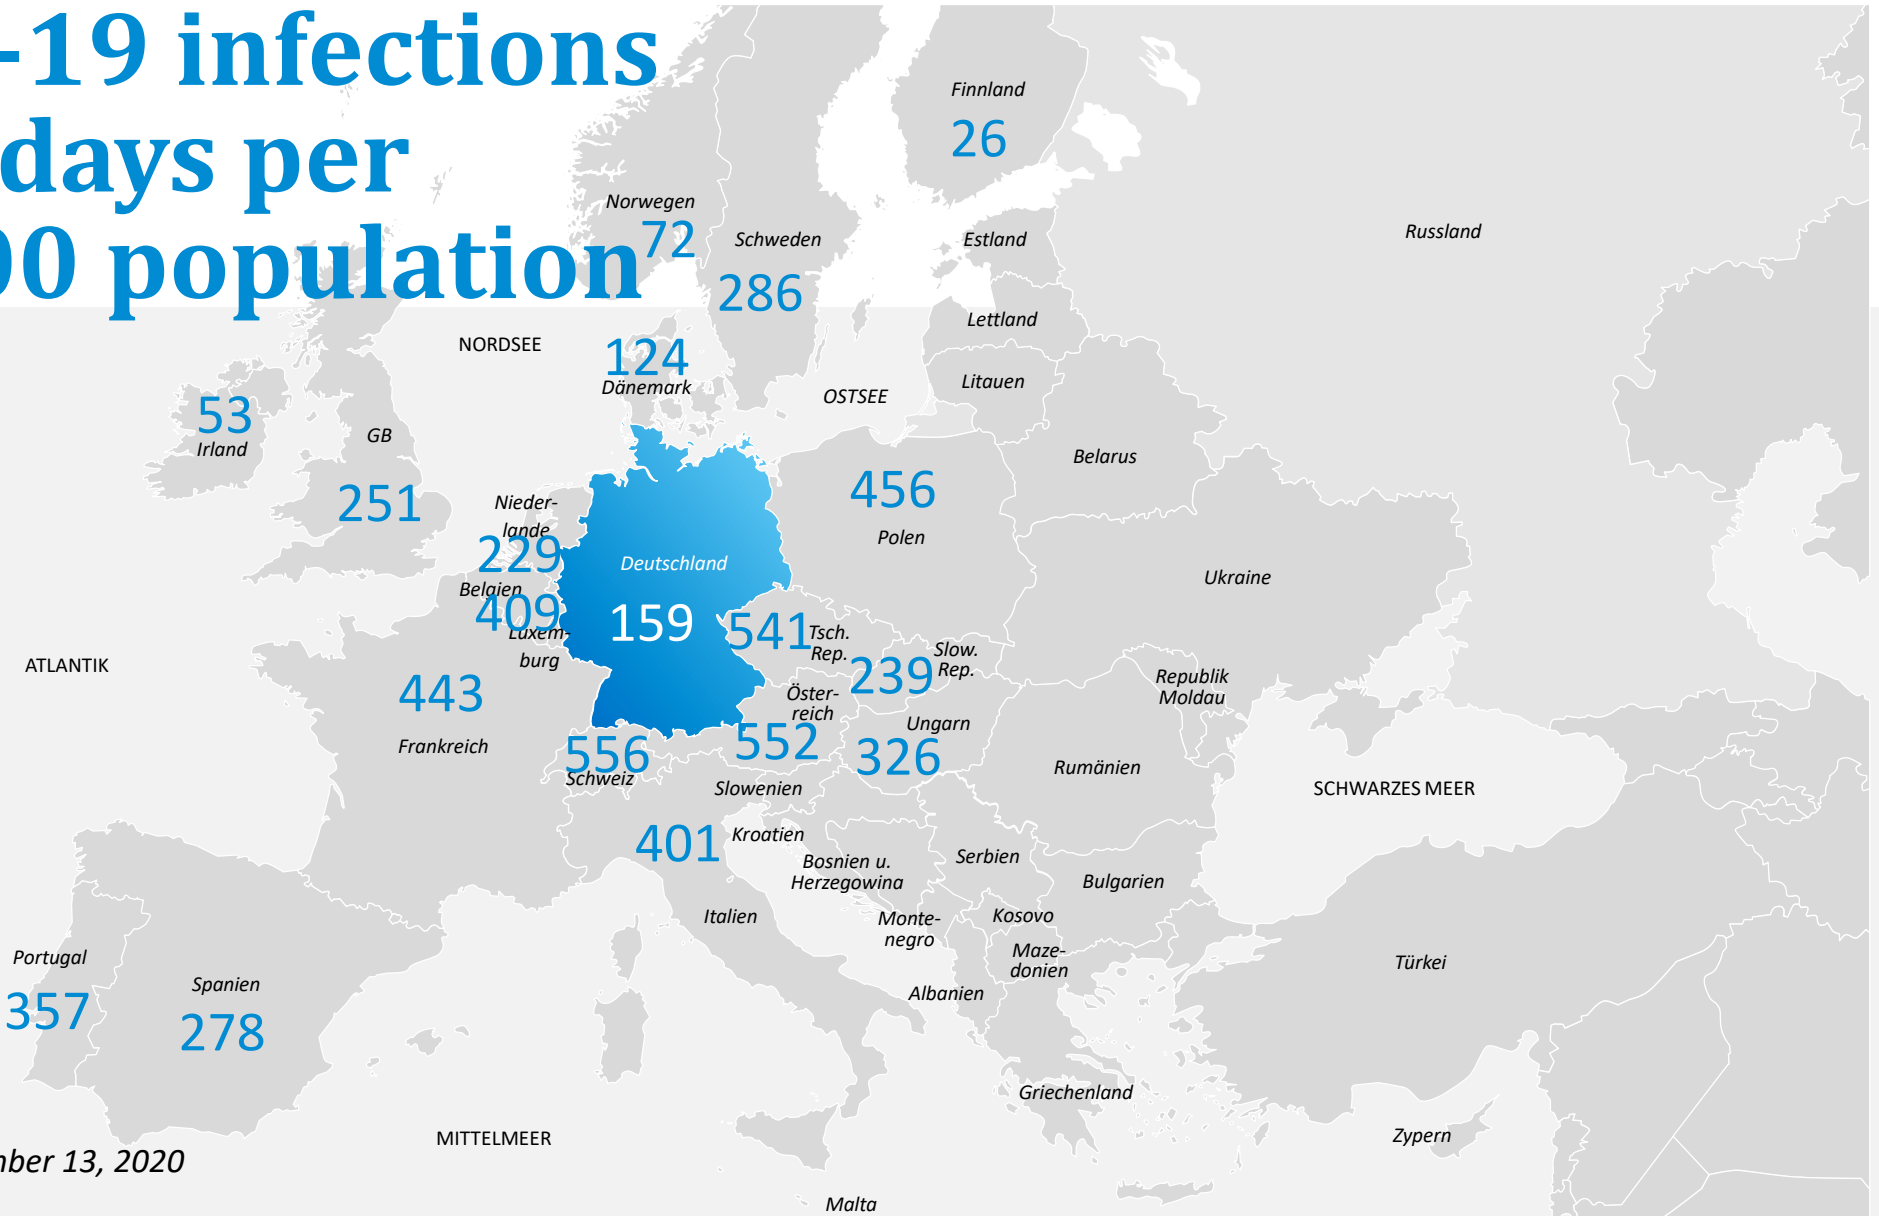 -19 infections
days per
00 population
Finnland
26
Norwegen
72
Schweden
286
Estland
Russland
Lettland
NORDSEE
124
Dänemark
Litauen
OSTSEE
53
Irland
GB
251
Belarus
456
Polen
Nieder-
lande
229
Deutschland
159
Ukraine
Belgien
409
Luxem-
burg
541
Tsch.
Rep.
239
Slow.
Rep.
ATLANTIK
443
Frankreich
Republik
Moldau
Öster-
reich
552
Ungarn
326
556
Schweiz
Rumänien
Slowenien
SCHWARZES MEER
401
Kroatien
Bosnien u.
Herzegowina
Serbien
Bulgarien
Italien
Monte-
negro
Kosovo
Maze-
donien
Albanien
Türkei
Portugal
357
Spanien
278
Griechenland
MITTELMEER
Zypern
mber 13, 2020
Malta